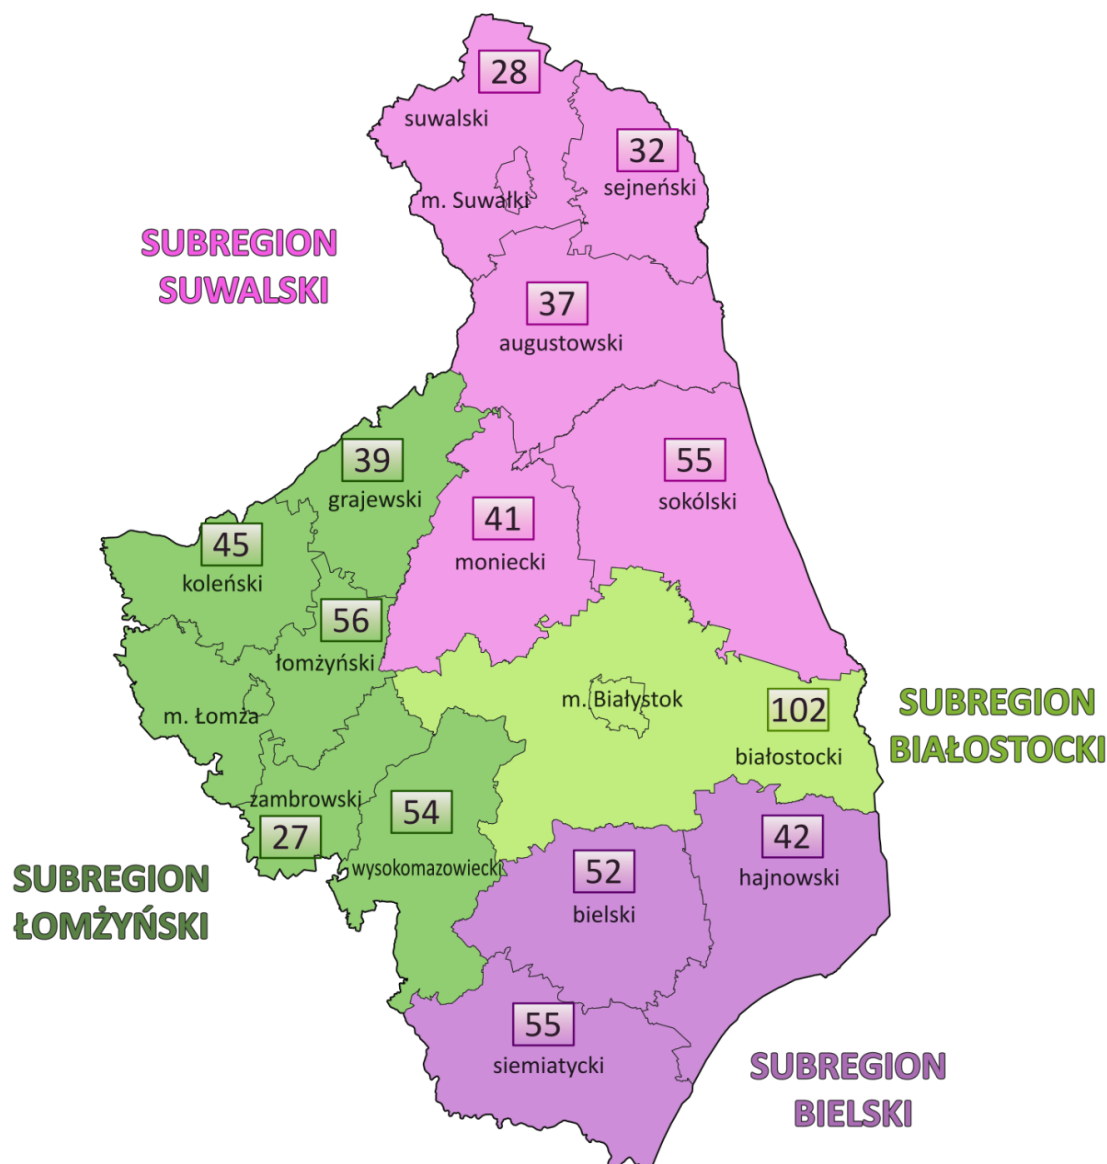 28
suwalski
32
sejneński
m. Suwałki
SUBREGION
SUWALSKI
37
augustowski
39
grajewski
55
sokólski
41
moniecki
45
koleński
56
łomżyński
m. Łomża
m. Białystok
102
białostocki
SUBREGION
BIAŁOSTOCKI
zambrowski
27
54
wysokomazowiecki
42
hajnowski
52
bielski
SUBREGION
ŁOMŻYŃSKI
55
siemiatycki
SUBREGION
BIELSKI